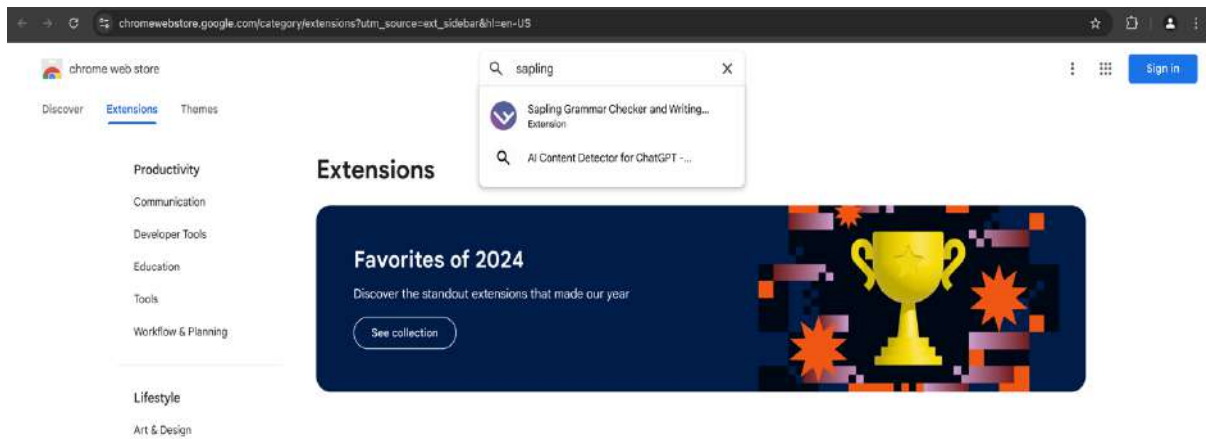 chromewebstore.google.com/category/extensions?utm_source=ext_sidebar&hl=en-US
chrome web store
sapling
Sign in
Discover
Extensions
Themes
Sapling Grammar Checker and Writing...
Extension
AI Content Detector for ChatGPT -...
Productivity
Communication
Developer Tools
Education
Tools
Workflow & Planning
Lifestyle
Art & Design
Extensions
Favorites of 2024
Discover the standout extensions that made our year
See collection